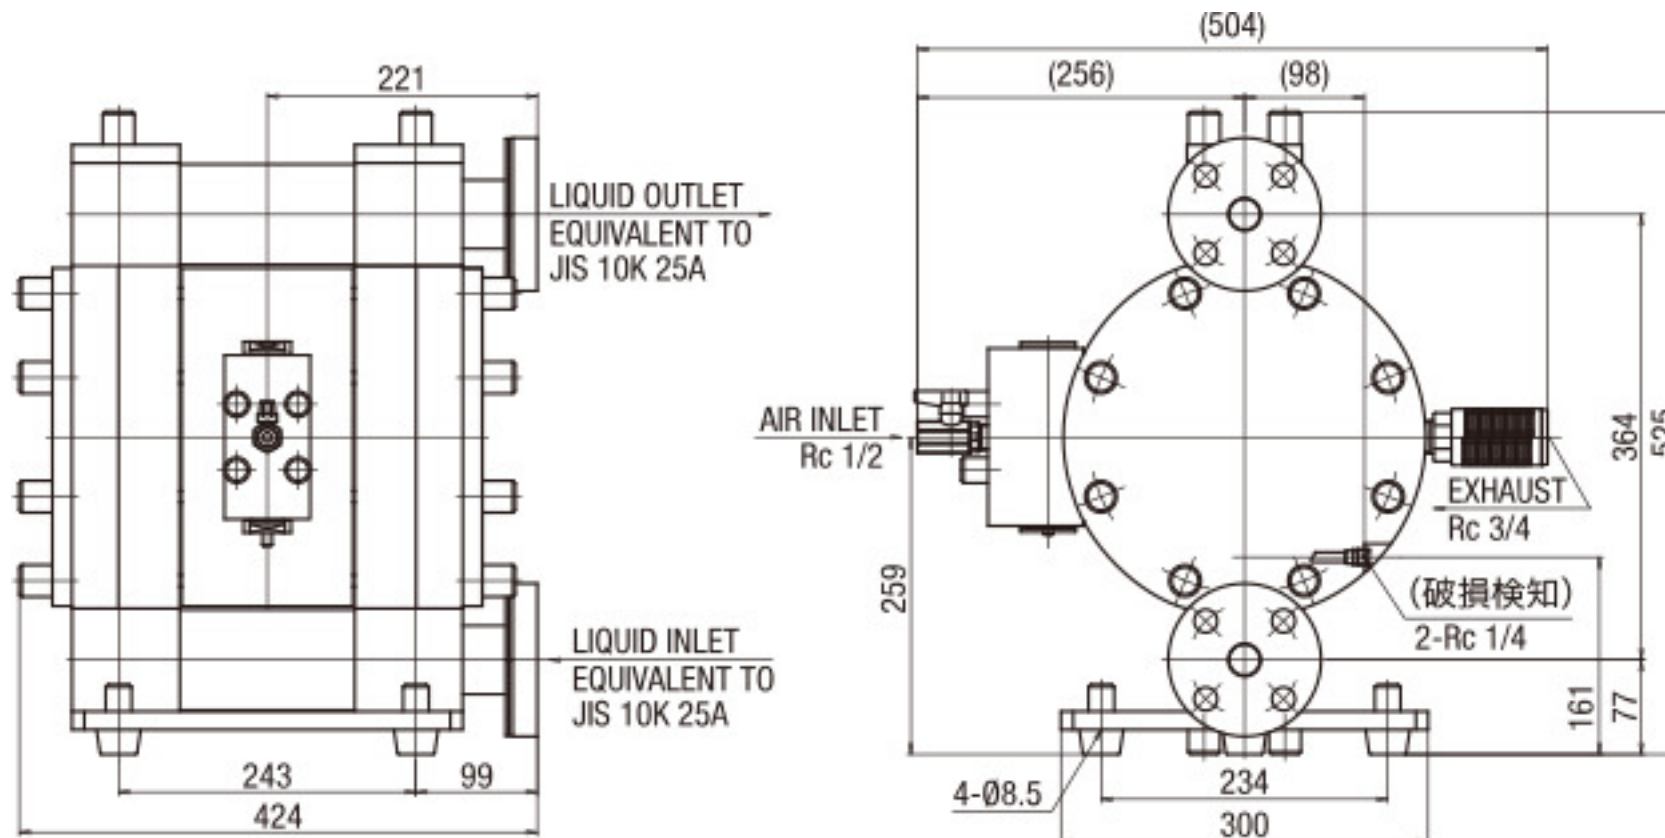 221
LIQUID OUTLET
EQUIVALENT TO
JIS 10K 25A
LIQUID INLET
EQUIVALENT TO
JIS 10K 25A
243
99
424
(504)
(256)
(98)
AIR INLET
Rc 1/2
364
525
EXHAUST
Rc 3/4
259
(破損検知)
2-Rc 1/4
161
77
4-Ø8.5
234
300